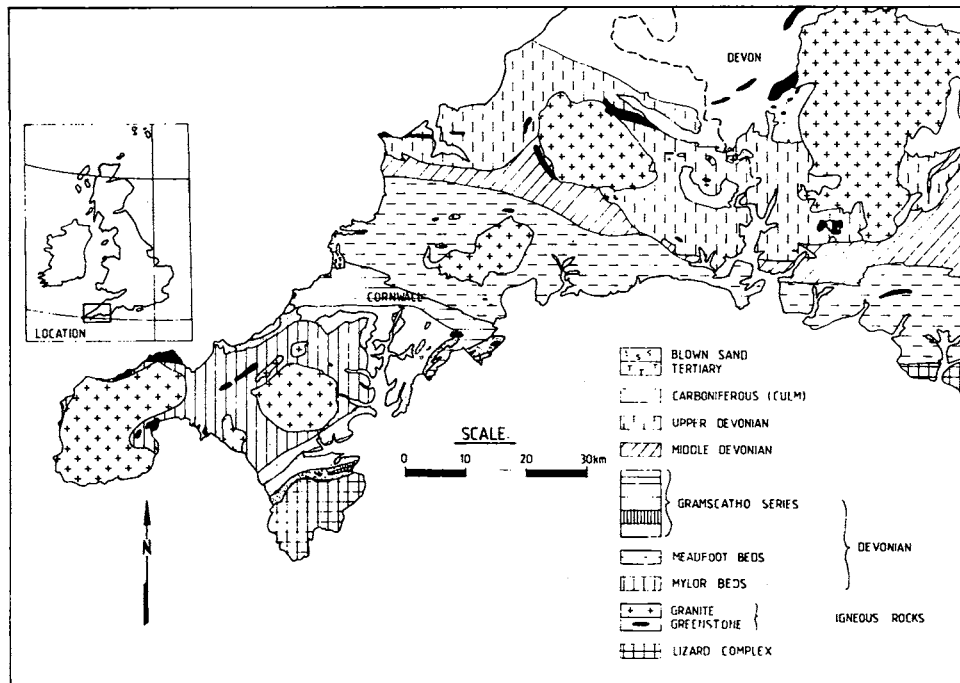 DEVON
CORNWALL
LOCATION
N
SCALE.
0 10 20 30km
BLOWN SAND
TERTIARY
CARBONIFEROUS (CULM)
UPPER DEVONIAN
MIDDLE DEVONIAN
GRAMSCATHO SERIES
DEVONIAN
MEADFOOT BEDS
MYLOR BEDS
GRANITE
GREENSTONE
IGNEOUS ROCKS
LIZARD COMPLEX